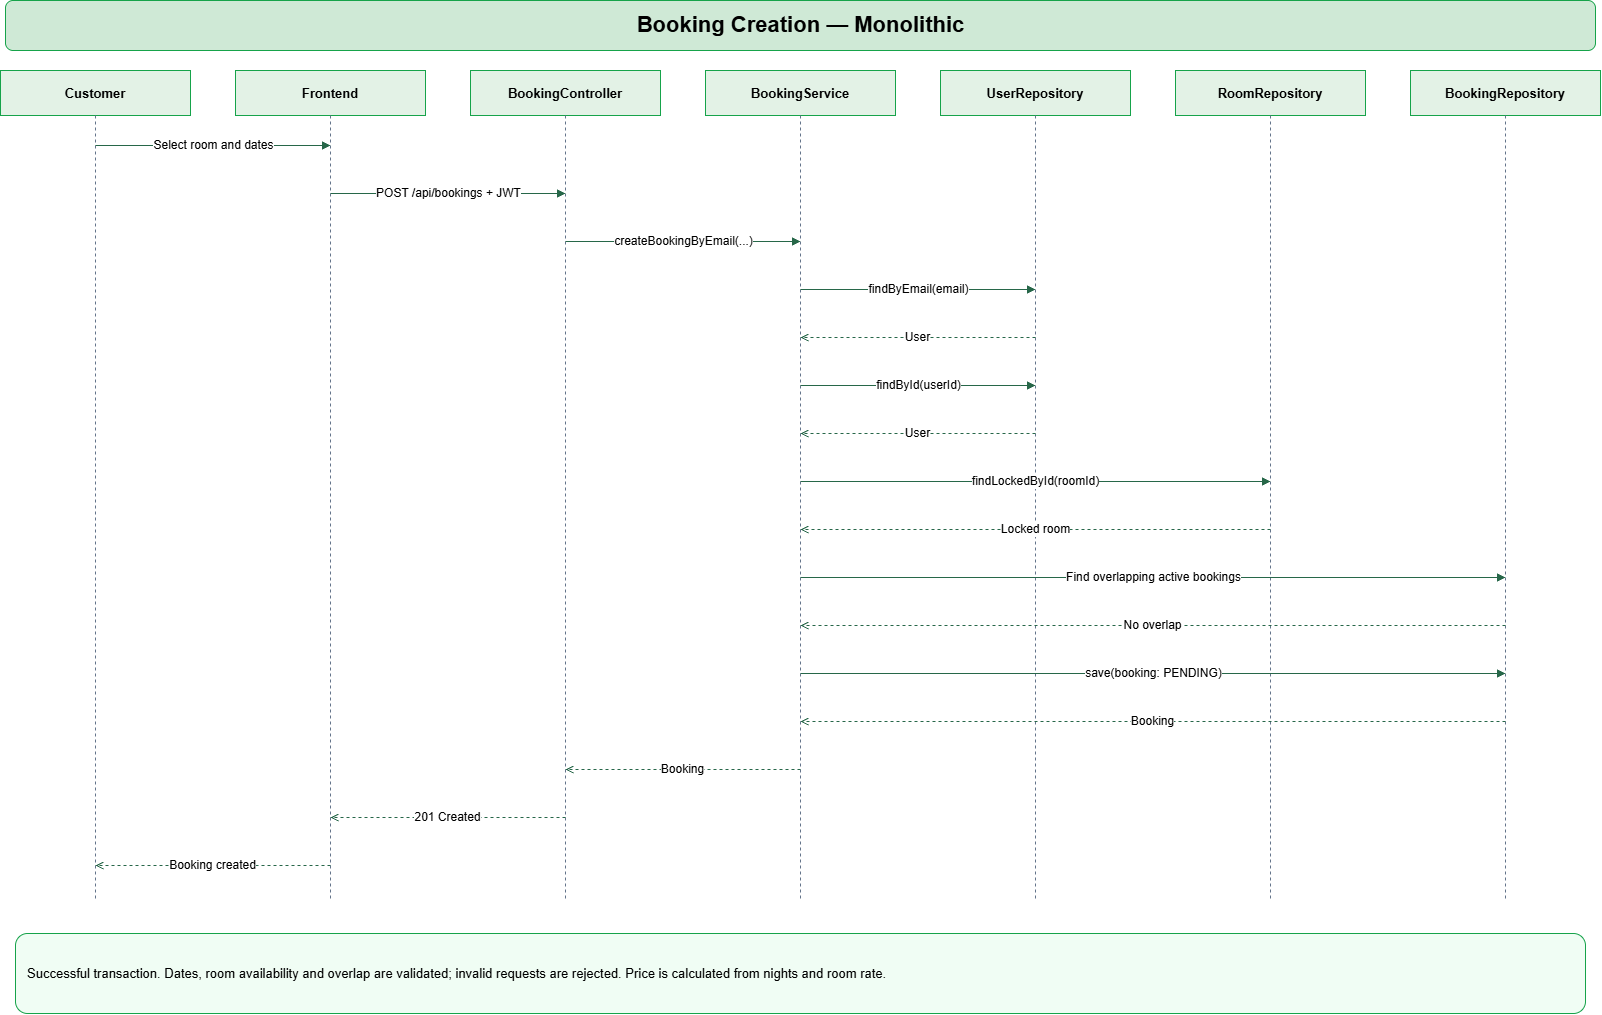 Booking Creation — Monolithic
Customer
Frontend
BookingController
BookingService
UserRepository
RoomRepository
BookingRepository
Select room and dates
POST /api/bookings + JWT
createBookingByEmail(...)
findByEmail(email)
User
findById(userId)
User
findLockedById(roomId)
Locked room
Find overlapping active bookings
No overlap
save(booking: PENDING)
Booking
Booking
201 Created
Booking created
Successful transaction. Dates, room availability and overlap are validated; invalid requests are rejected. Price is calculated from nights and room rate.